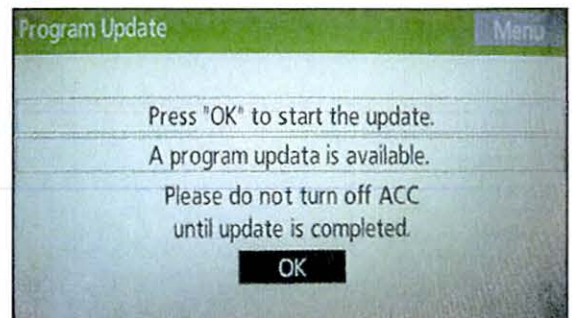 Program Update
Menu
Press "OK" to start the update.
A program updata is available.
Please do not turn off ACC
until update is completed.
OK